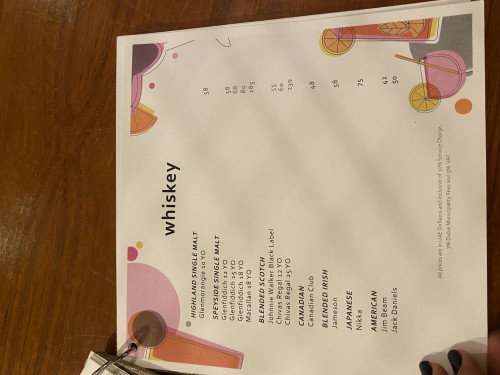 whiskey
HIGHLAND SINGLE MALT
Glenmorangie 10 YO 58
SPEYSIDE SINGLE MALT
Glenfiddich 12 YO 58
Glenfiddich 15 YO 68
Glenfiddich 18 YO 80
Macallan 18 YO 185
BLENDED SCOTCH
Johnnie Walker Black Label 55
Chivas Regal 12 YO 60
Chivas Regal 25 YO 230
CANADIAN
Canadian Club 48
BLENDED IRISH
Jameson 58
JAPANESE
Nikka 75
AMERICAN
Jim Beam 42
Jack Daniels 50
All prices are in UAE Dirhams and inclusive of 10% Service Charge,
7% Dubai Municipality Fees and 5% VAT